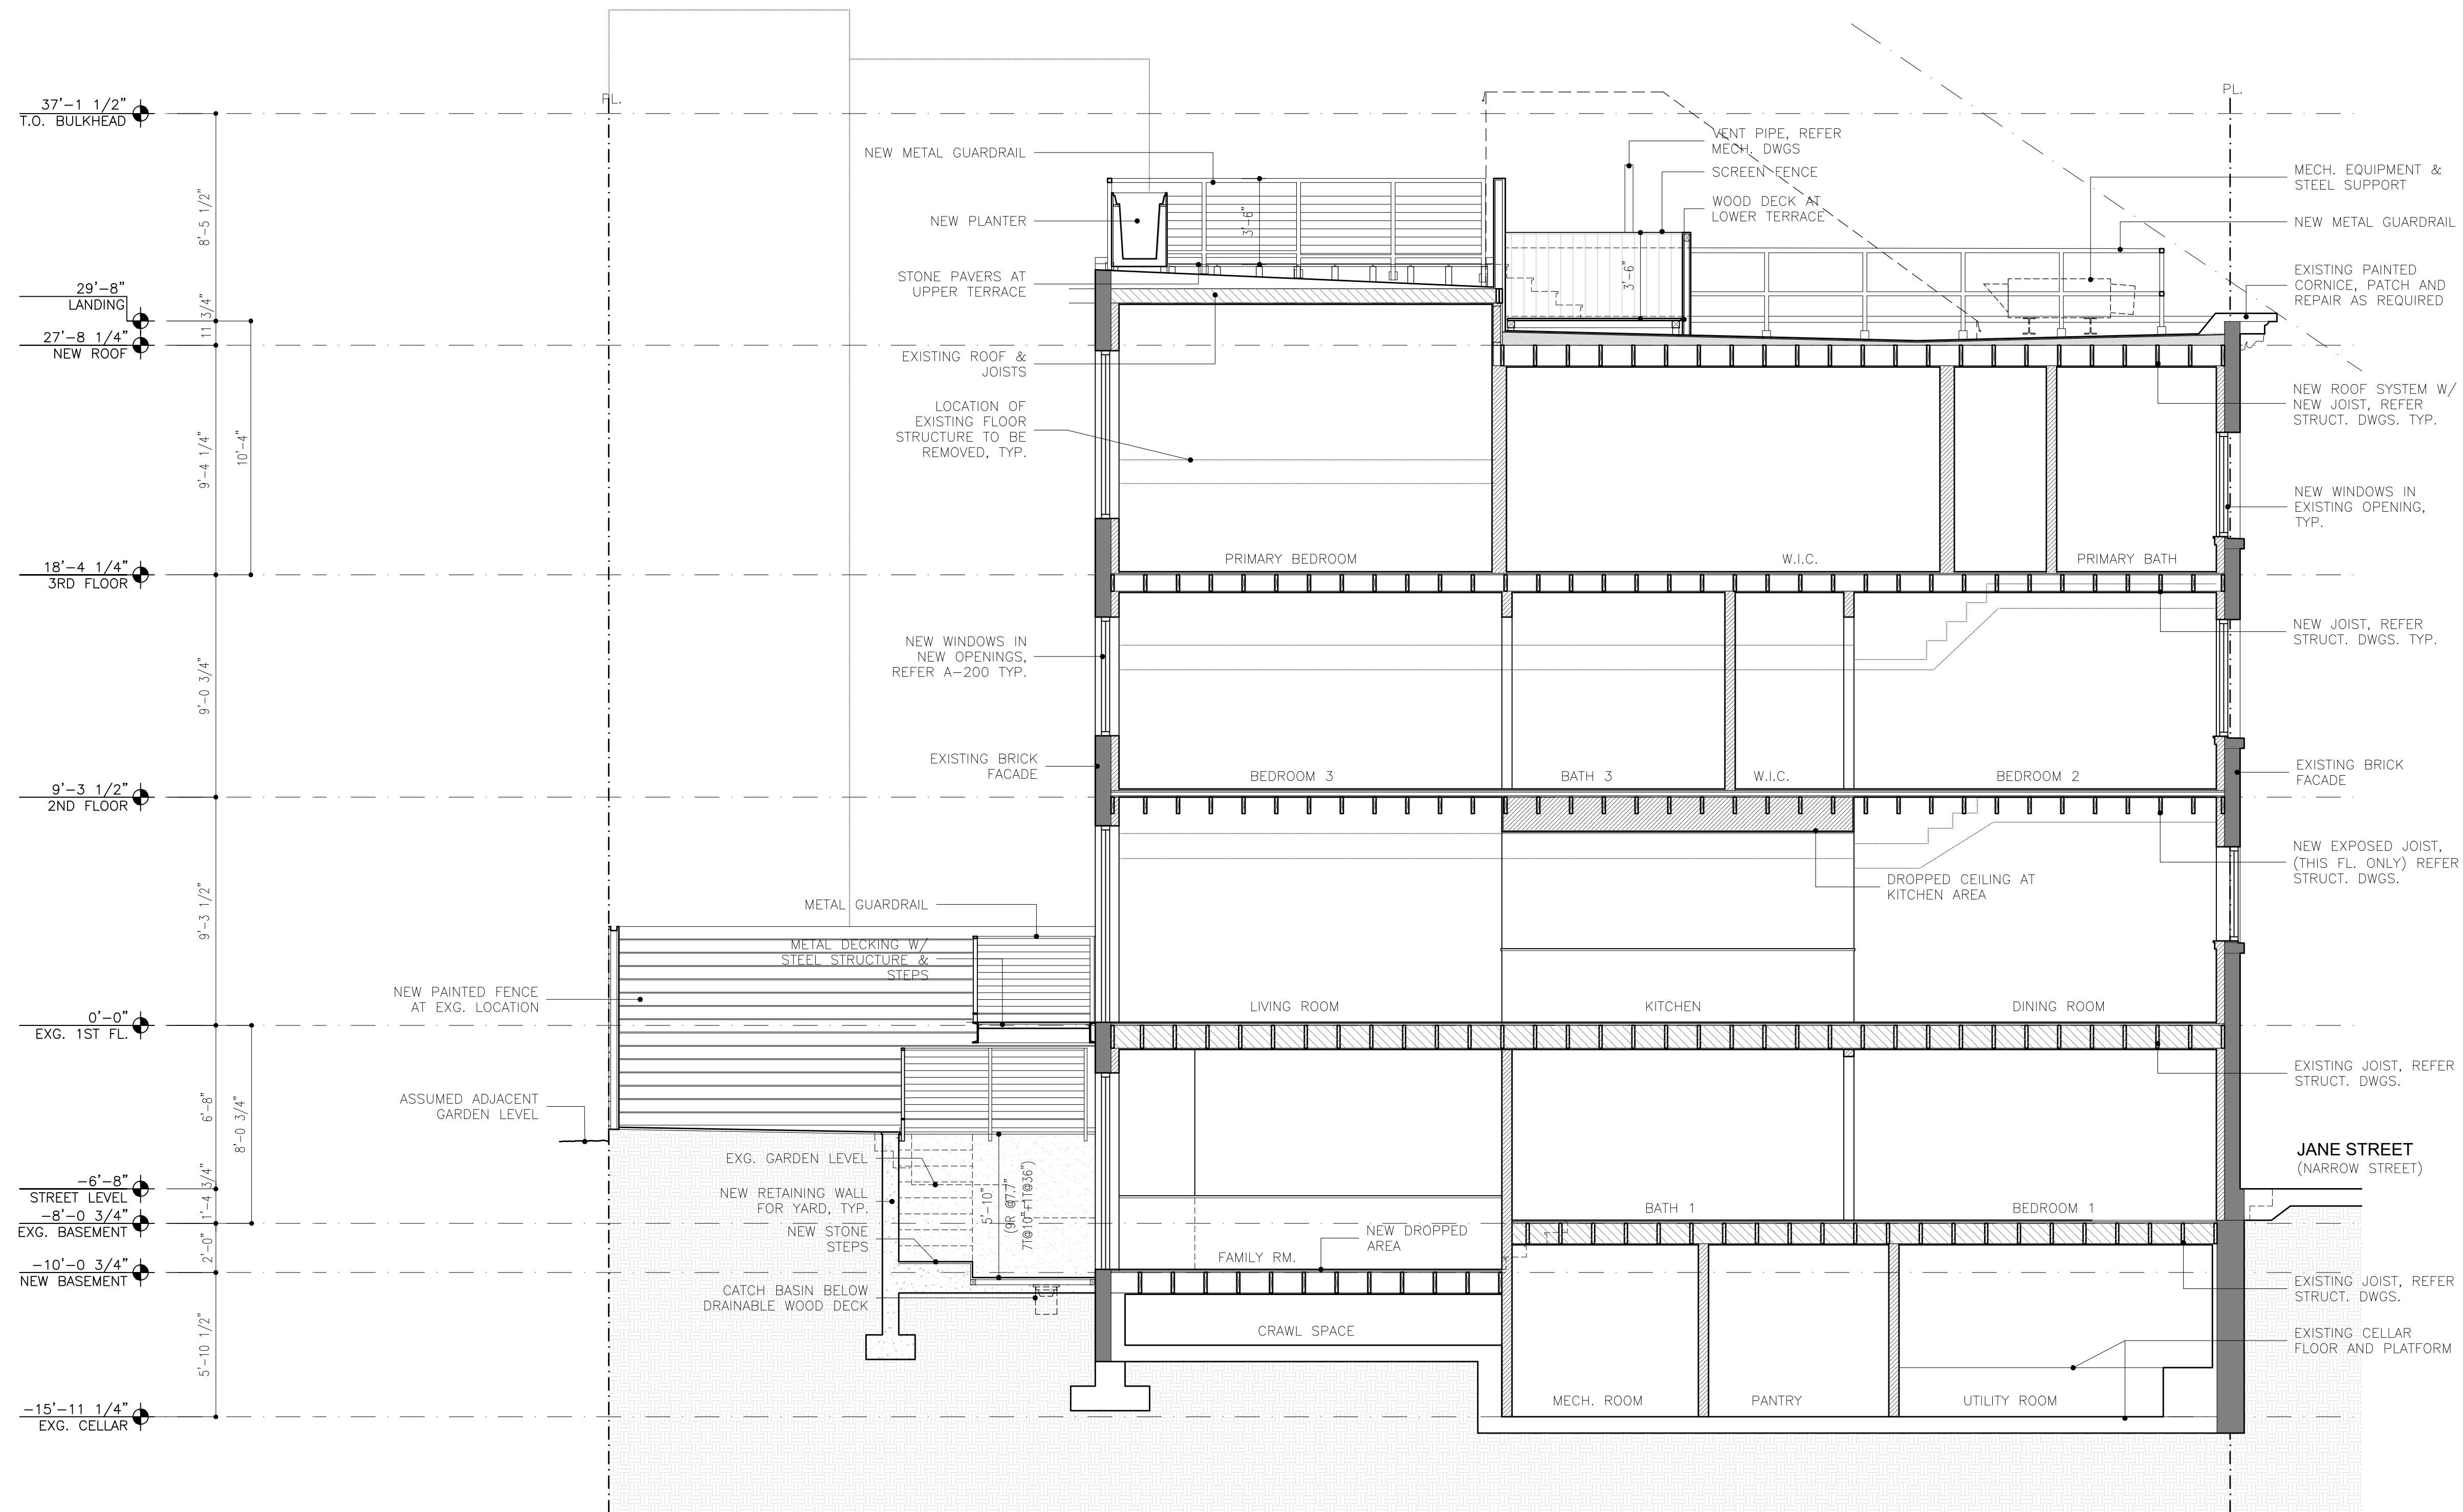 37'-1 1/2"
T.O. BULKHEAD
8'-5 1/2"
29'-8"
LANDING
11 3/4"
27'-8 1/4"
NEW ROOF
9'-4 1/4"
10'-4"
18'-4 1/4"
3RD FLOOR
9'-0 3/4"
9'-3 1/2"
2ND FLOOR
9'-3 1/2"
0'-0"
EXG. 1ST FL.
6'-8"
8'-0 3/4"
-6'-8"
STREET LEVEL
1'-4 3/4"
-8'-0 3/4"
EXG. BASEMENT
2'-0"
-10'-0 3/4"
NEW BASEMENT
5'-10 1/2"
-15'-11 1/4"
EXG. CELLAR
PL.
PL.
NEW METAL GUARDRAIL
NEW PLANTER
3'-6"
STONE PAVERS AT
UPPER TERRACE
EXISTING ROOF &
JOISTS
LOCATION OF
EXISTING FLOOR
STRUCTURE TO BE
REMOVED, TYP.
NEW WINDOWS IN
NEW OPENINGS,
REFER A-200 TYP.
EXISTING BRICK
FACADE
METAL GUARDRAIL
METAL DECKING W/
STEEL STRUCTURE &
STEPS
NEW PAINTED FENCE
AT EXG. LOCATION
ASSUMED ADJACENT
GARDEN LEVEL
EXG. GARDEN LEVEL
NEW RETAINING WALL
FOR YARD, TYP.
NEW STONE
STEPS
CATCH BASIN BELOW
DRAINABLE WOOD DECK
5'-10"
(9R @7.7"
7T@10"+1T@36")
VENT PIPE, REFER
MECH. DWGS
SCREEN FENCE
WOOD DECK AT
LOWER TERRACE
3'-6"
PRIMARY BEDROOM
W.I.C.
PRIMARY BATH
BEDROOM 3
BATH 3
W.I.C.
BEDROOM 2
DROPPED CEILING AT
KITCHEN AREA
LIVING ROOM
KITCHEN
DINING ROOM
BATH 1
BEDROOM 1
NEW DROPPED
AREA
FAMILY RM.
CRAWL SPACE
MECH. ROOM
PANTRY
UTILITY ROOM
MECH. EQUIPMENT &
STEEL SUPPORT
NEW METAL GUARDRAIL
EXISTING PAINTED
CORNICE, PATCH AND
REPAIR AS REQUIRED
NEW ROOF SYSTEM W/
NEW JOIST, REFER
STRUCT. DWGS. TYP.
NEW WINDOWS IN
EXISTING OPENING,
TYP.
NEW JOIST, REFER
STRUCT. DWGS. TYP.
EXISTING BRICK
FACADE
NEW EXPOSED JOIST,
(THIS FL. ONLY) REFER
STRUCT. DWGS.
EXISTING JOIST, REFER
STRUCT. DWGS.
JANE STREET
(NARROW STREET)
EXISTING JOIST, REFER
STRUCT. DWGS.
EXISTING CELLAR
FLOOR AND PLATFORM